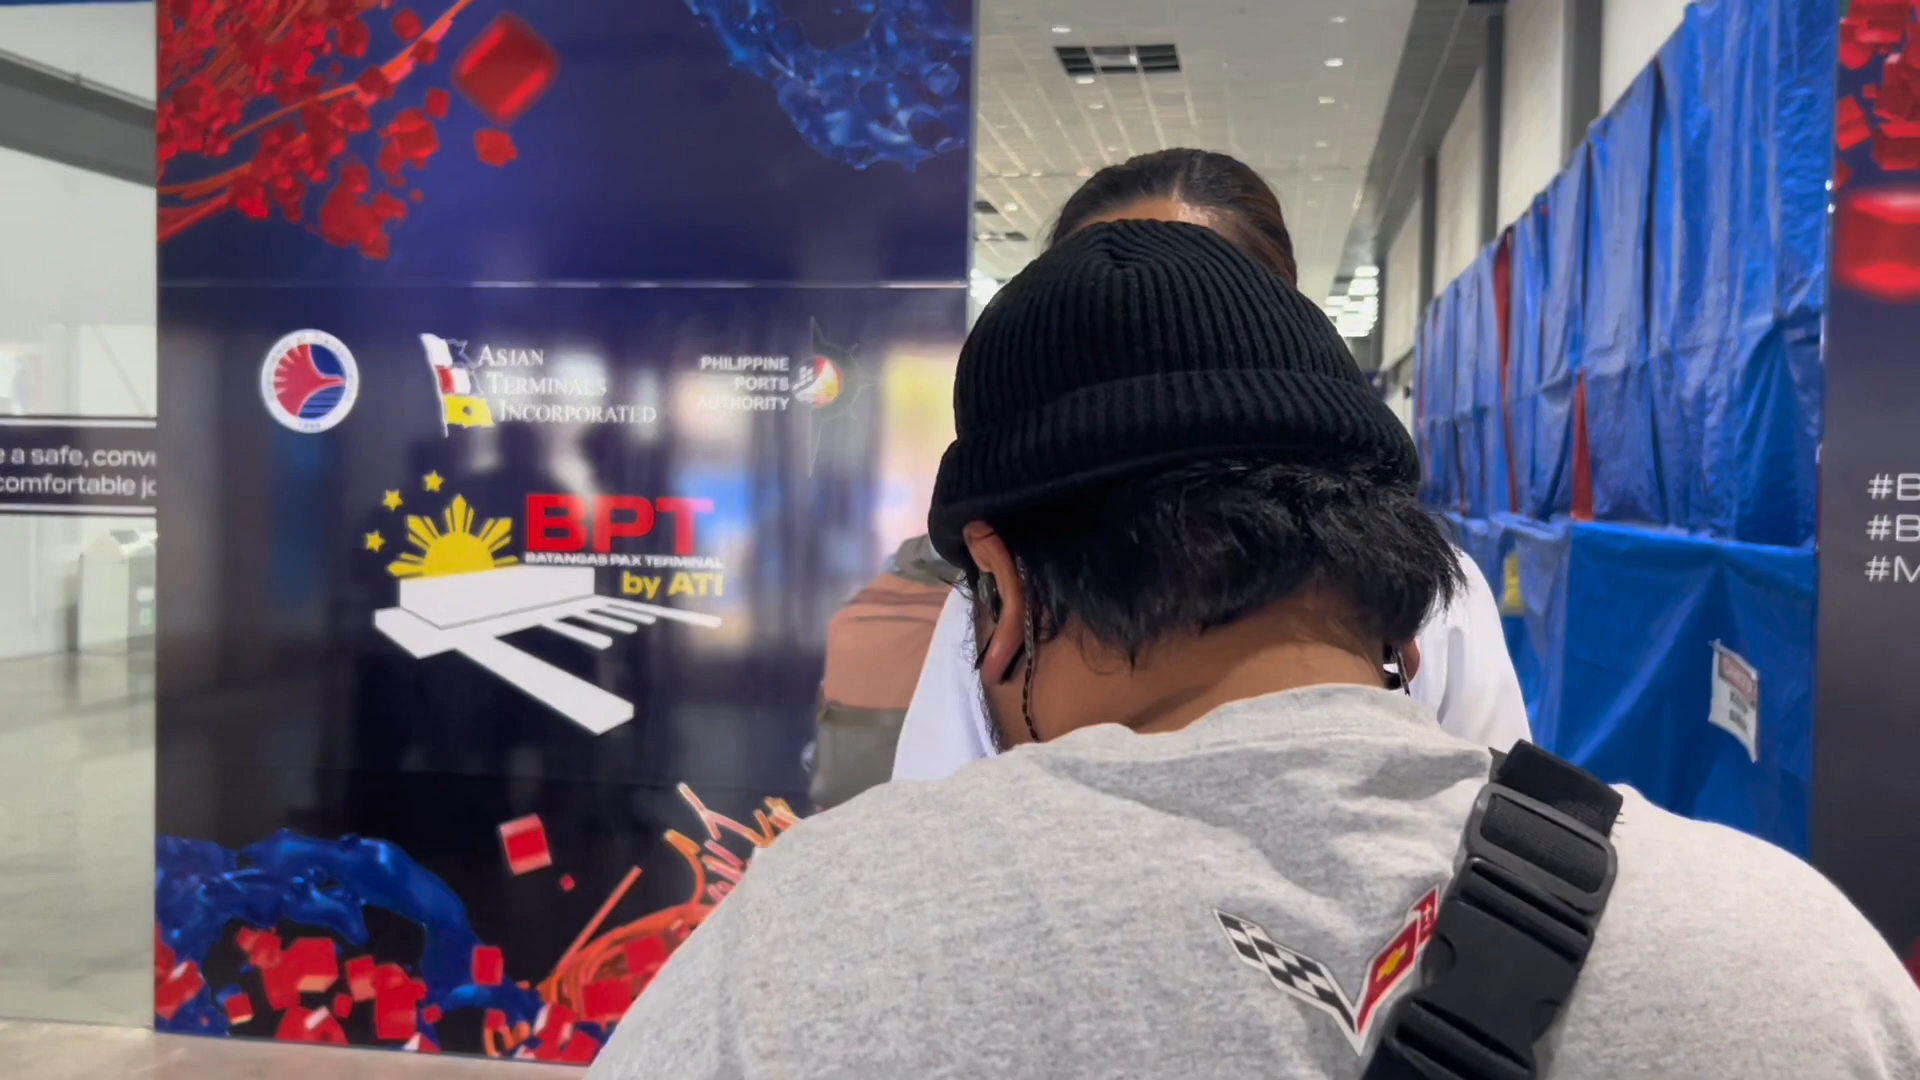 e a safe, conv
comfortable jo
ASIAN
TERMINALS
INCORPORATED
PHILIPPINE
PORTS
AUTHORITY
BPT
BATANGAS PAX TERMINAL
by ATI
#B
#B
#M